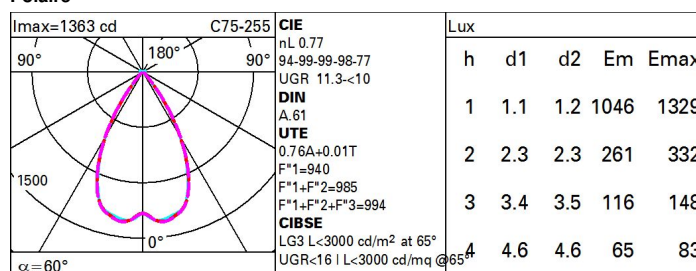 Imax=1363 cd C75-255
90° 180° 90°
1500
0°
α=60°
CIE
nL 0.77
94-99-99-98-77
UGR 11.3-<10
DIN
A.61
UTE
0.76A+0.01T
F"1=940
F"1+F"2=985
F"1+F"2+F"3=994
CIBSE
LG3 L<3000 cd/m² at 65°
UGR<16 | L<3000 cd/mq @65°
Lux
h d1 d2 Em Emax
1 1.1 1.2 1046 1329
2 2.3 2.3 261 332
3 3.4 3.5 116 148
4 4.6 4.6 65 83